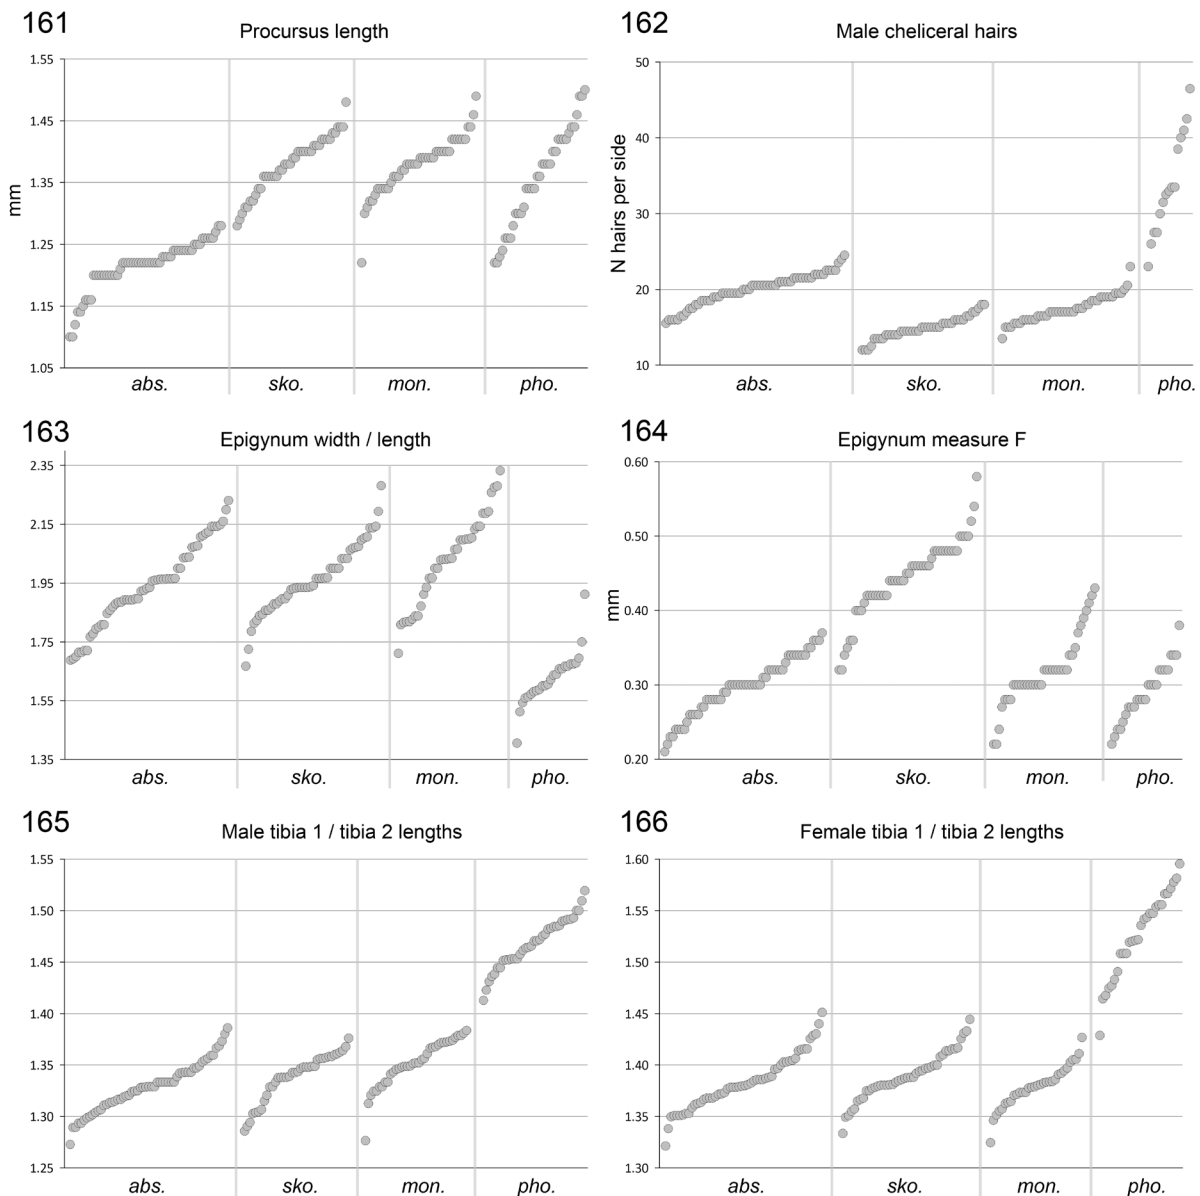 161
Procursus length
1.55
1.45
1.35
1.25
1.15
1.05
mm
abs. sko. mon. pho.
162
Male cheliceral hairs
50
40
30
20
10
N hairs per side
abs. sko. mon. pho.
163
Epigynum width / length
2.35
2.15
1.95
1.75
1.55
1.35
abs. sko. mon. pho.
164
Epigynum measure F
0.60
0.50
0.40
0.30
0.20
mm
abs. sko. mon. pho.
165
Male tibia 1 / tibia 2 lengths
1.55
1.50
1.45
1.40
1.35
1.30
1.25
abs. sko. mon. pho.
166
Female tibia 1 / tibia 2 lengths
1.60
1.55
1.50
1.45
1.40
1.35
1.30
abs. sko. mon. pho.